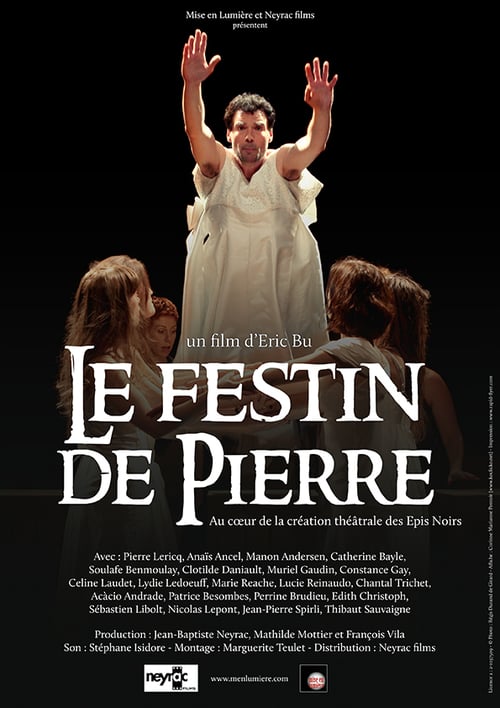 Mise en Lumière et Neyrac films
présentent
un film d'Eric Bu
LE FESTIN
DE PIERRE
Au cœur de la création théâtrale des Epis Noirs
Avec : Pierre Lericq, Anaïs Ancel, Manon Andersen, Catherine Bayle,
Soulafe Benmoulay, Clotilde Daniault, Muriel Gaudin, Constance Gay,
Celine Laudet, Lydie Ledoeuff, Marie Reache, Lucie Reinaudo, Chantal Trichet,
Acàcio Andrade, Patrice Besombes, Perrine Brudieu, Edith Christoph,
Sébastien Libolt, Nicolas Lepont, Jean-Pierre Spirli, Thibaut Sauvaigne
Production : Jean-Baptiste Neyrac, Mathilde Mottier et François Vila
Son : Stéphane Isidore - Montage : Marguerite Teulet - Distribution : Neyrac films
neyrac
FILMS
www.menlumiere.com